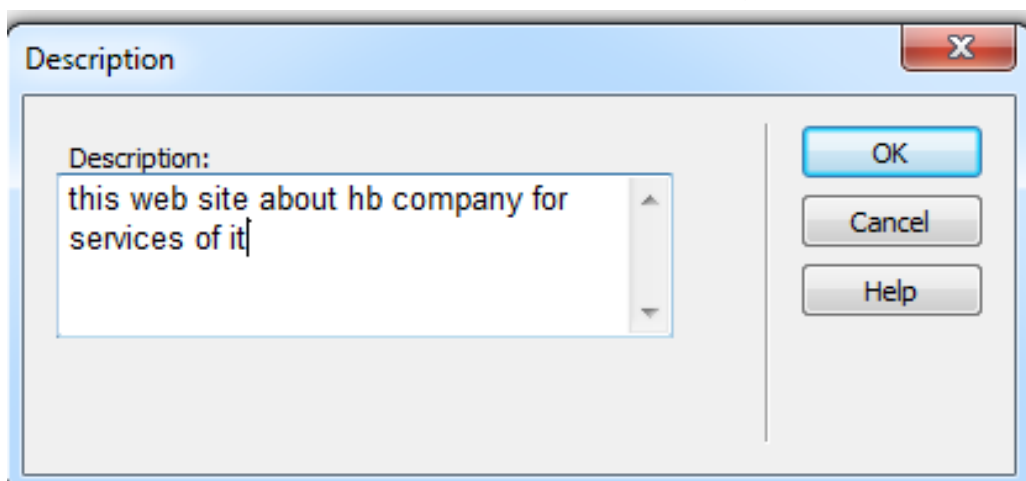 Description
Description:
this web site about hb company for
services of it
OK
Cancel
Help